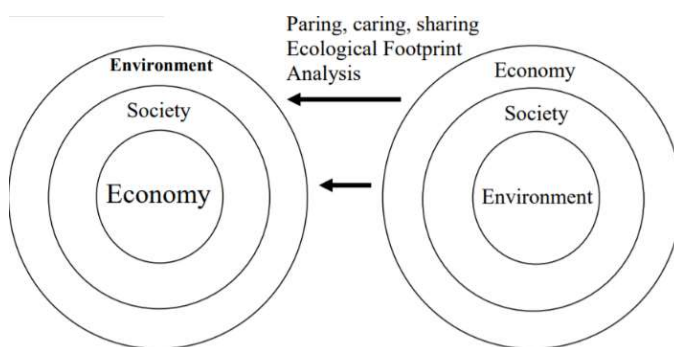 Paring, caring, sharing
Ecological Footprint
Analysis
Environment
Society
Economy
Economy
Society
Environment